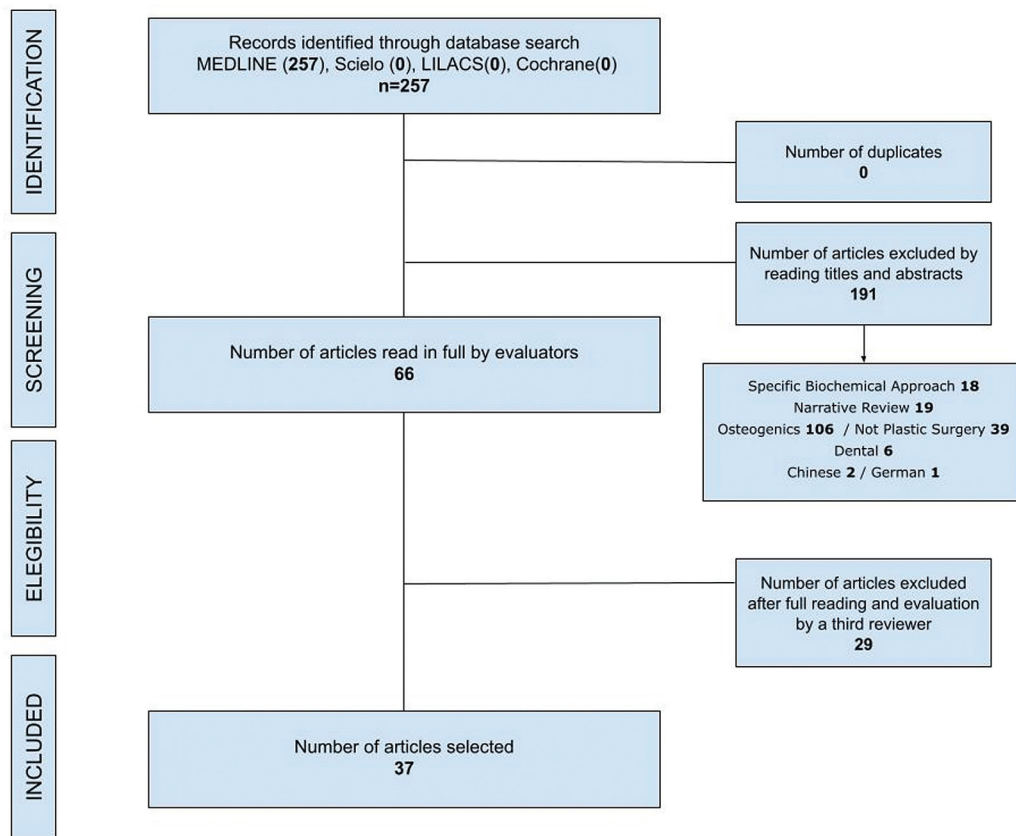 IDENTIFICATION
Records identified through database search
MEDLINE (257), Scielo (0), LILACS(0), Cochrane(0)
n=257
Number of duplicates
0
SCREENING
Number of articles excluded by
reading titles and abstracts
191
Number of articles read in full by evaluators
66
Specific Biochemical Approach 18
Narrative Review 19
Osteogenics 106 / Not Plastic Surgery 39
Dental 6
Chinese 2 / German 1
ELEGIBILITY
Number of articles excluded
after full reading and evaluation
by a third reviewer
29
INCLUDED
Number of articles selected
37